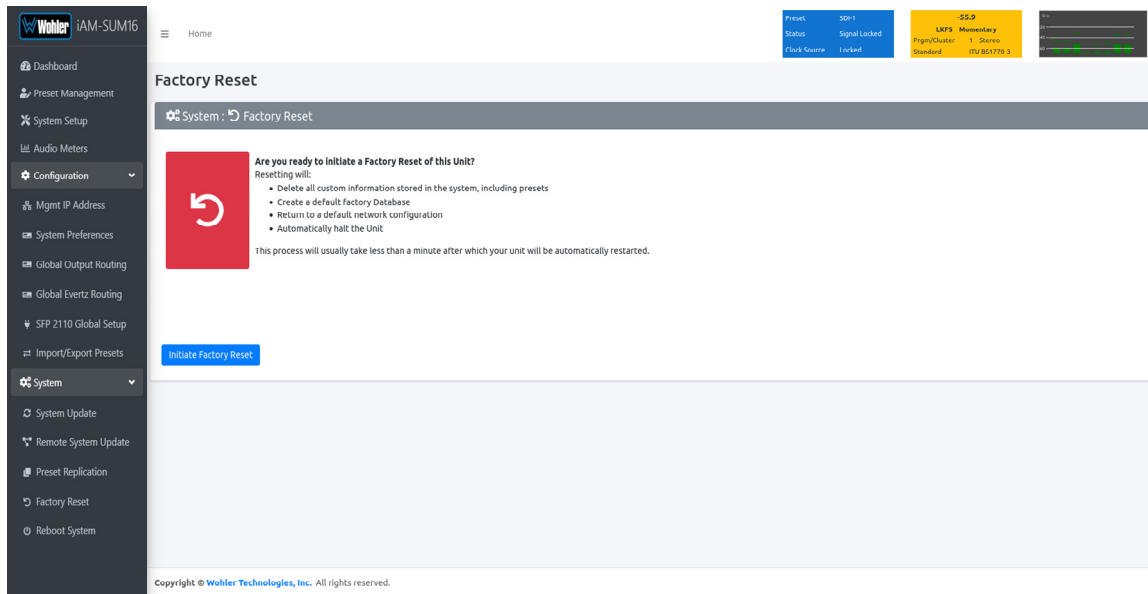 Wohler iAM-SUM16
Home
Preset SDI-1
Status Signal Locked
Clock Source Locked
-55.9
LKFS Momentary
Prgm/Cluster 1 Stereo
Standard ITU BS1770-3
Dashboard
Preset Management
System Setup
Audio Meters
Configuration
Mgmt IP Address
System Preferences
Global Output Routing
Global Evertz Routing
SFP 2110 Global Setup
Import/Export Presets
System
System Update
Remote System Update
Preset Replication
Factory Reset
Reboot System
Factory Reset
System : Factory Reset
Are you ready to initiate a Factory Reset of this Unit?
Resetting will:
• Delete all custom information stored in the system, including presets
• Create a default factory Database
• Return to a default network configuration
• Automatically halt the Unit
This process will usually take less than a minute after which your unit will be automatically restarted.
Initiate Factory Reset
Copyright © Wohler Technologies, Inc. All rights reserved.